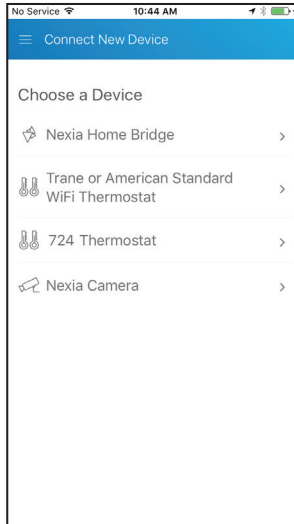 No Service 10:44 AM
Connect New Device
Choose a Device
Nexia Home Bridge
Trane or American Standard
WiFi Thermostat
724 Thermostat
Nexia Camera